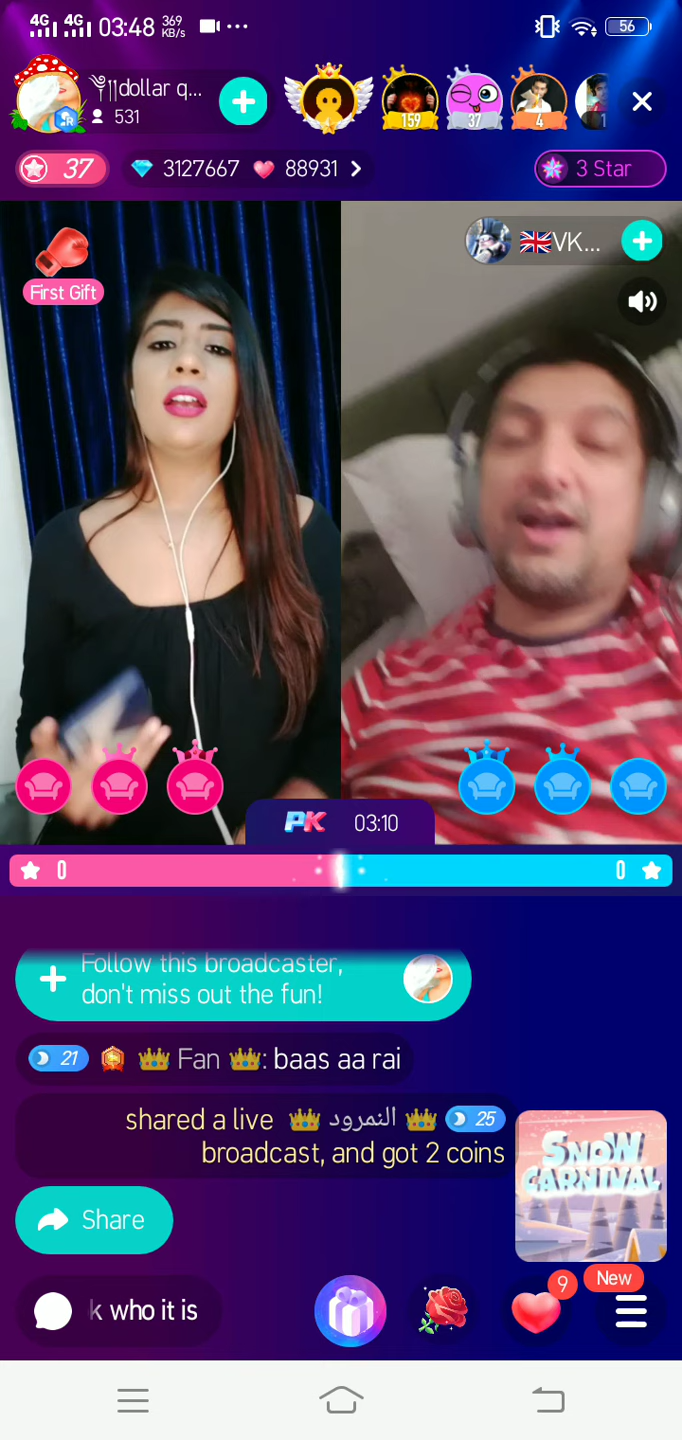 4G 4G 03:48 369 KB/s ... 56
dollar q...
531
159 37 4 1
37 3127667 88931 3 Star
First Gift
🇬🇧VK...
PK 03:10
0 0
Follow this broadcaster,
don't miss out the fun!
21 👑 Fan 👑: baas aa rai
shared a live 👑 النمرود 👑 25
broadcast, and got 2 coins
SNOW
CARNIVAL
Share
k who it is
9
New